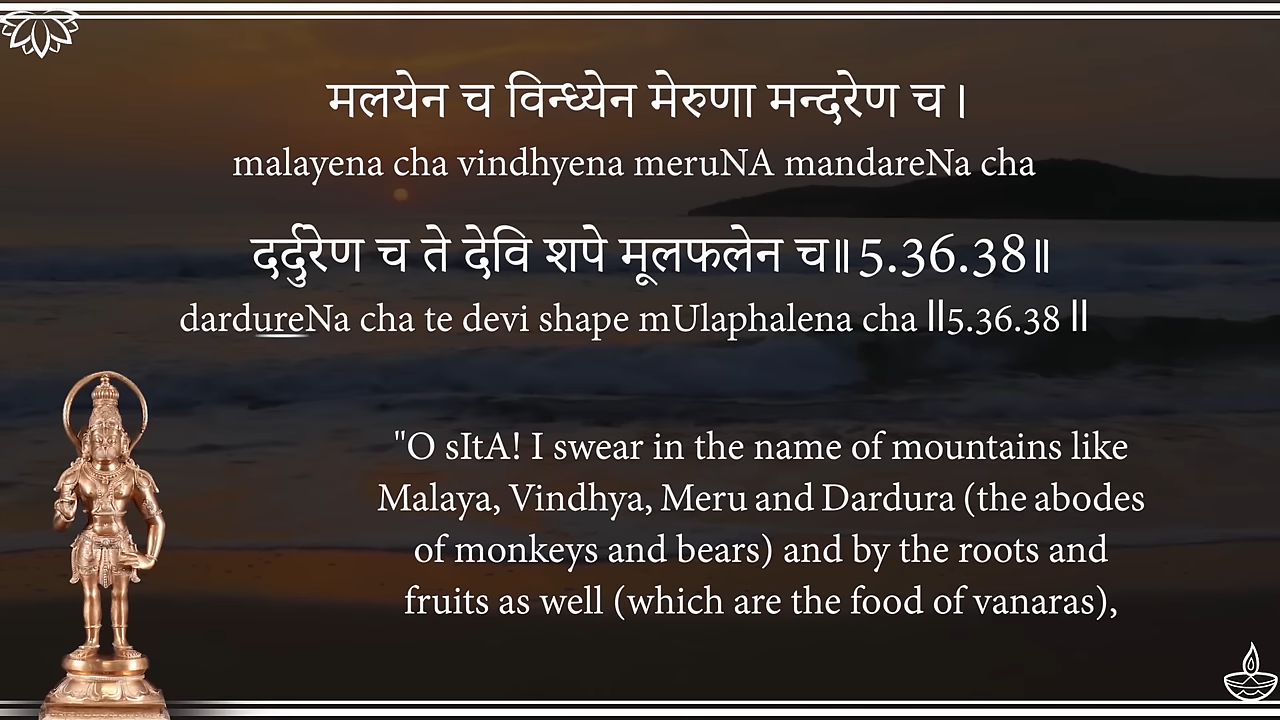 मलयेन च विन्ध्येन मेरुणा मन्दरेण च।
malayena cha vindhyena meruNA mandareNa cha
दर्दुरेण च ते देवि शपे मूलफलेन च॥5.36.38॥
dardureNa cha te devi shape mUlaphalena cha ||5.36.38 ||
"O sItA! I swear in the name of mountains like
Malaya, Vindhya, Meru and Dardura (the abodes
of monkeys and bears) and by the roots and
fruits as well (which are the food of vanaras),